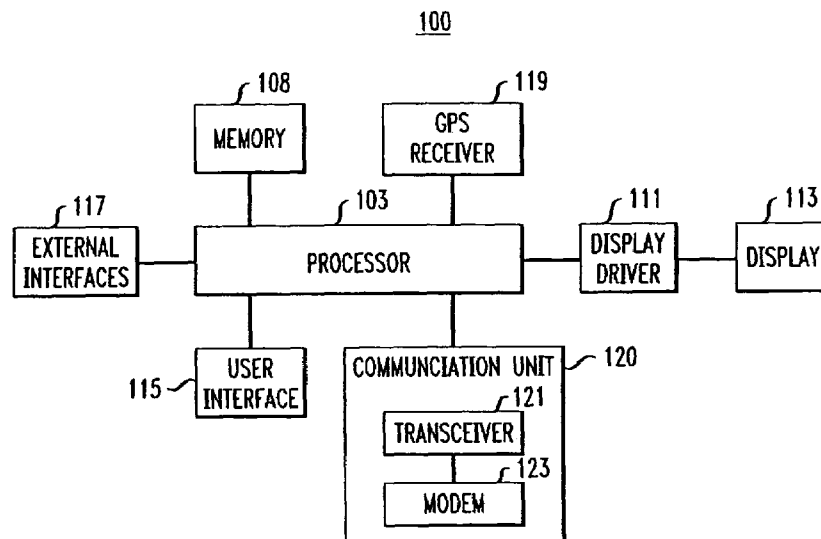 100
108
119
MEMORY
GPS
RECEIVER
117
103
111
113
EXTERNAL
INTERFACES
PROCESSOR
DISPLAY
DRIVER
DISPLAY
115
USER
INTERFACE
COMMUNCIATION UNIT
120
121
TRANSCEIVER
123
MODEM